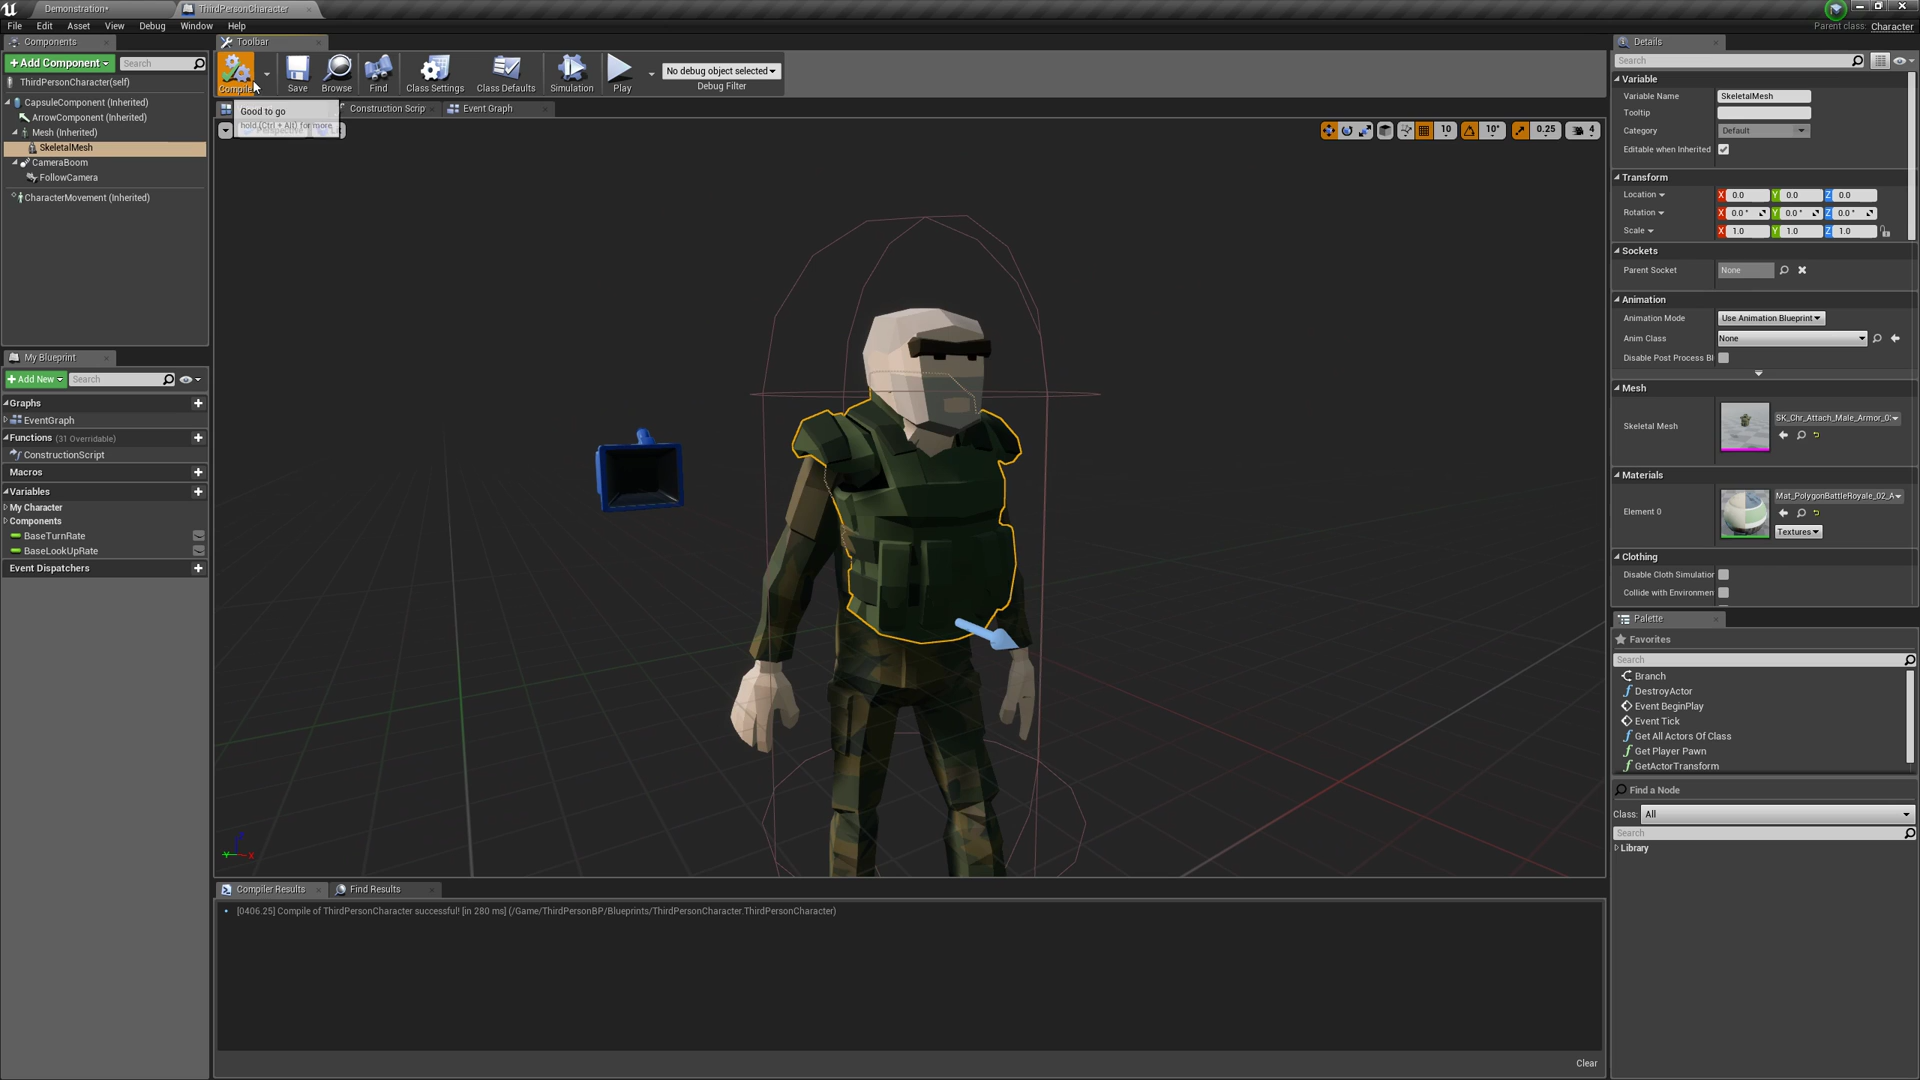 Demonstration*
ThirdPersonCharacter
File Edit Asset View Debug Window Help
Parent class: Character
Components
+Add Component
Search
ThirdPersonCharacter(self)
CapsuleComponent (Inherited)
ArrowComponent (Inherited)
Mesh (Inherited)
SkeletalMesh
CameraBoom
FollowCamera
CharacterMovement (Inherited)
My Blueprint
+Add New
Search
Graphs
EventGraph
Functions (31 Overridable)
ConstructionScript
Macros
Variables
My Character
Components
BaseTurnRate
BaseLookUpRate
Event Dispatchers
Toolbar
Compile
Save
Browse
Find
Class Settings
Class Defaults
Simulation
Play
No debug object selected
Debug Filter
Good to go
hold (Ctrl + Alt) for more
Construction Scrip
Event Graph
Perspective
Lit
10
10°
0.25
4
Y X
Compiler Results
Find Results
[0406.25] Compile of ThirdPersonCharacter successful! [in 280 ms] (/Game/ThirdPersonBP/Blueprints/ThirdPersonCharacter.ThirdPersonCharacter)
Clear
Details
Search
Variable
Variable Name SkeletalMesh
Tooltip
Category Default
Editable when Inherited
Transform
Location X 0.0 Y 0.0 Z 0.0
Rotation X 0.0 ° Y 0.0 ° Z 0.0 °
Scale X 1.0 Y 1.0 Z 1.0
Sockets
Parent Socket None
Animation
Animation Mode Use Animation Blueprint
Anim Class None
Disable Post Process Bl
Mesh
Skeletal Mesh SK_Chr_Attach_Male_Armor_0
Materials
Element 0 Mat_PolygonBattleRoyale_02_A
Textures
Clothing
Disable Cloth Simulation
Collide with Environmen
Palette
Favorites
Search
Branch
DestroyActor
Event BeginPlay
Event Tick
Get All Actors Of Class
Get Player Pawn
GetActorTransform
Find a Node
Class: All
Search
Library